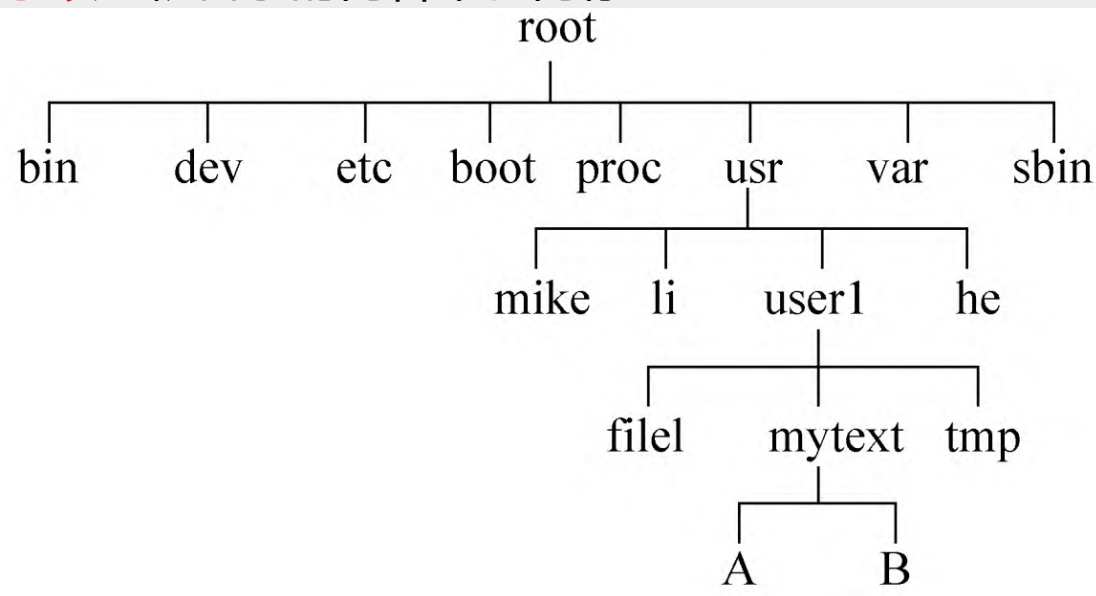 root
bin dev etc boot proc usr var sbin
mike li user1 he
filel mytext tmp
A B